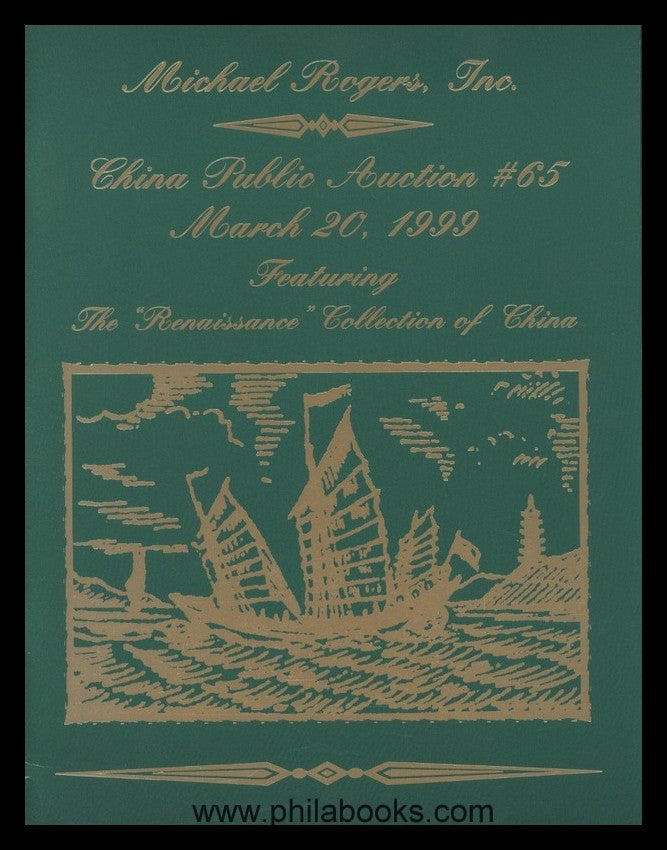 Michael Rogers, Inc.
China Public Auction #65
March 20, 1999
Featuring
The "Renaissance" Collection of China
www.philabooks.com